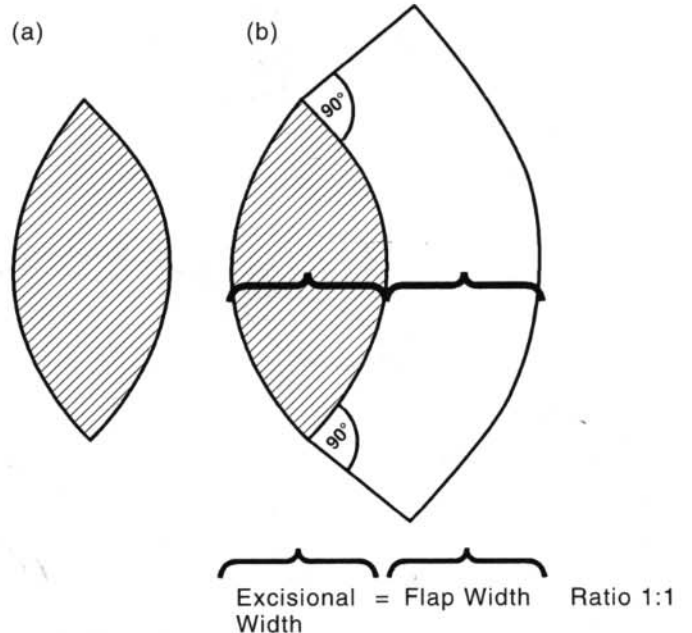 (a)
(b)
90°
90°
Excisional = Flap Width Ratio 1:1
Width